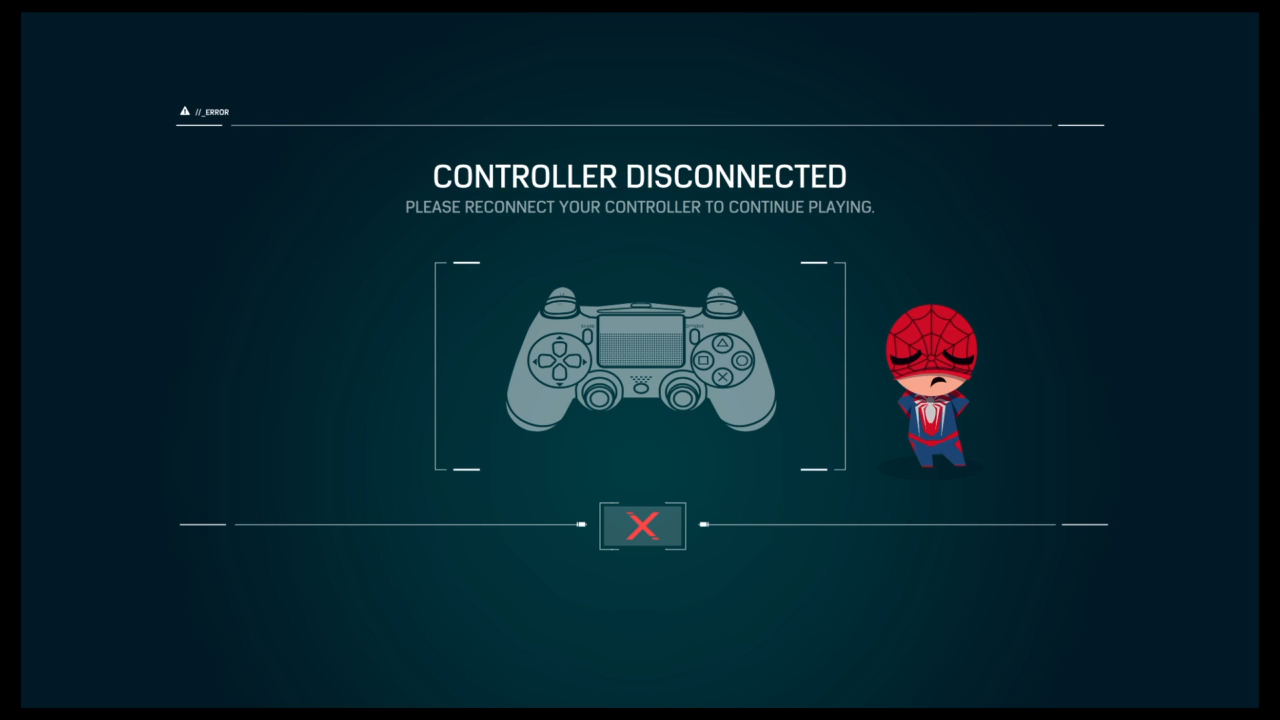 //_ERROR
CONTROLLER DISCONNECTED
PLEASE RECONNECT YOUR CONTROLLER TO CONTINUE PLAYING.